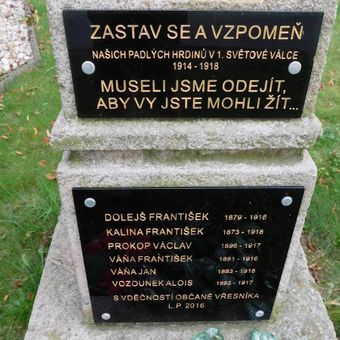 ZASTAV SE A VZPOMEŇ
NAŠICH PADLÝCH HRDINŮ V 1. SVĚTOVÉ VÁLCE
1914 - 1918
MUSELI JSME ODEJÍT,
ABY VY JSTE MOHLI ŽÍT...
DOLEJŠ FRANTIŠEK 1879 - 1916
KALINA FRANTIŠEK 1873 - 1918
PROKOP VÁCLAV 1896 - 1917
VÁŇA FRANTIŠEK 1881 - 1916
VÁŇA JAN 1883 - 1918
VOZOUNEK ALOIS 1892 - 1917
S VDĚČNOSTÍ OBČANÉ VŘESNÍKA
L.P. 2016